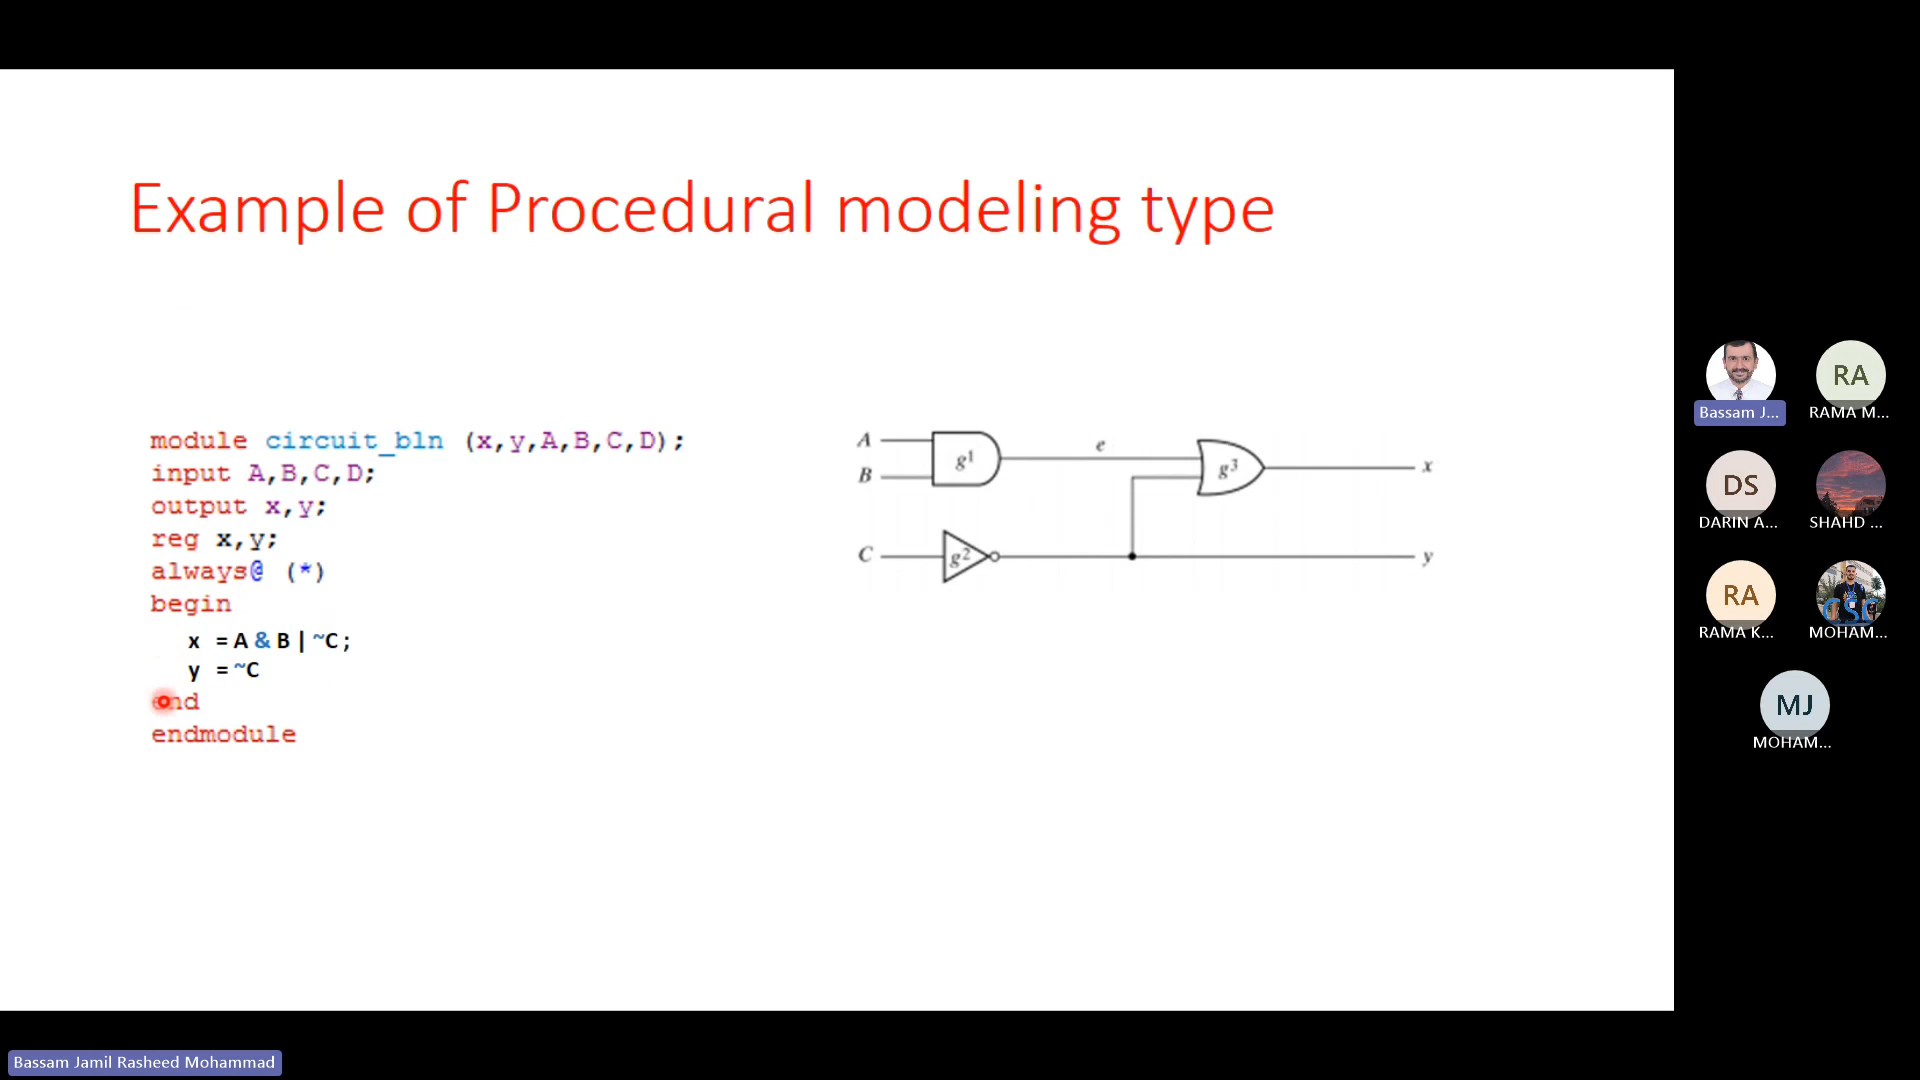 Example of Procedural modeling type
module circuit_bln (x,y,A,B,C,D);
input A,B,C,D;
output x,y;
reg x,y;
always@ (*)
begin
x = A & B | ~C ;
y = ~C
end
endmodule
A
B
g1
e
g3
x
C
g2
y
Bassam J...
RA
RAMA M...
DS
DARIN A...
SHAHD ...
RA
RAMA K...
CSC
MOHAM...
MJ
MOHAM...
Bassam Jamil Rasheed Mohammad